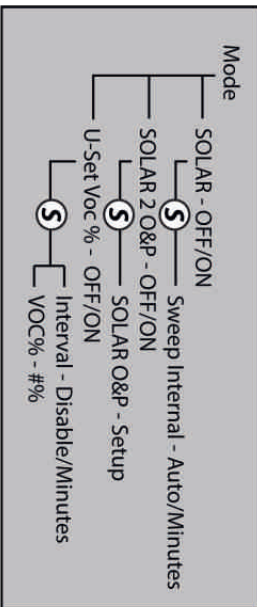 Mode
SOLAR - OFF/ON
S Sweep Internal - Auto/Minutes
SOLAR 2 O&P - OFF/ON
S SOLAR O&P - Setup
U-Set Voc % - OFF/ON
S Interval - Disable/Minutes
VOC% - #%